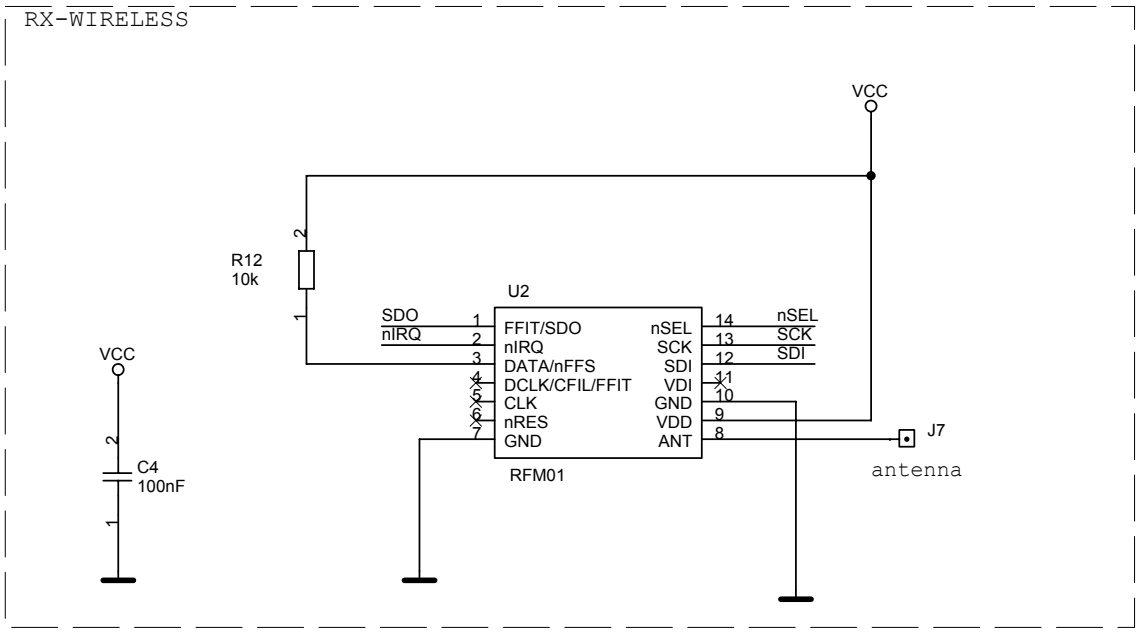 RX-WIRELESS
VCC
2
R12
10k
1
U2
SDO 1 FFIT/SDO nSEL 14 nSEL
nIRQ 2 nIRQ SCK 13 SCK
3 DATA/nFFS SDI 12 SDI
4 DCLK/CFIL/FFIT VDI 11
5 CLK GND 10
6 nRES VDD 9
7 GND ANT 8
J7
antenna
RFM01
VCC
2
C4
100nF
1